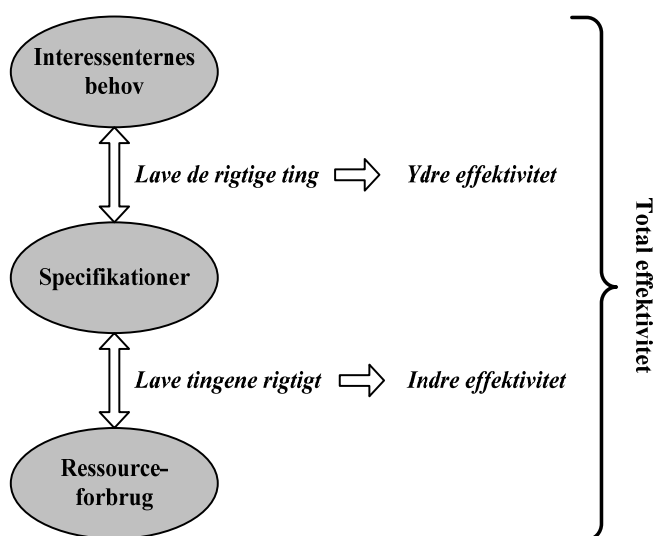 Interessenternes
behov
Lave de rigtige ting
Ydre effektivitet
Specifikationer
Lave tingene rigtigt
Indre effektivitet
Ressource-
forbrug
Total effektivitet